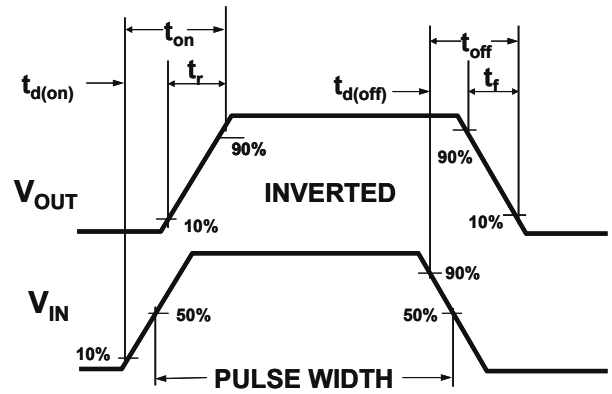 t_on
t_off
t_d(on)
t_r
t_d(off)
t_f
90%
90%
V_OUT
INVERTED
10%
10%
90%
V_IN
50%
50%
10%
PULSE WIDTH